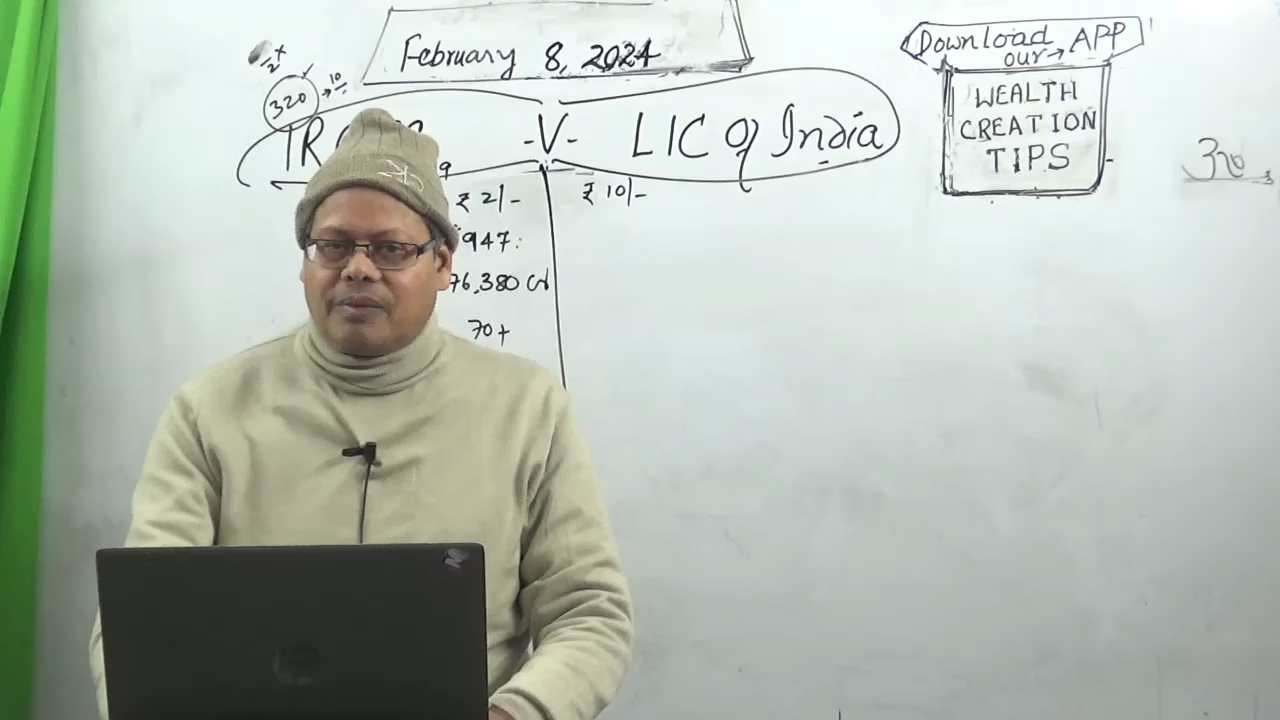 February 8, 2024
Download
our → APP
WEALTH
CREATION
TIPS
320
10/-
-V- LIC Of India
₹ 2/- ₹ 10/-
947
76,380 Cr
70+